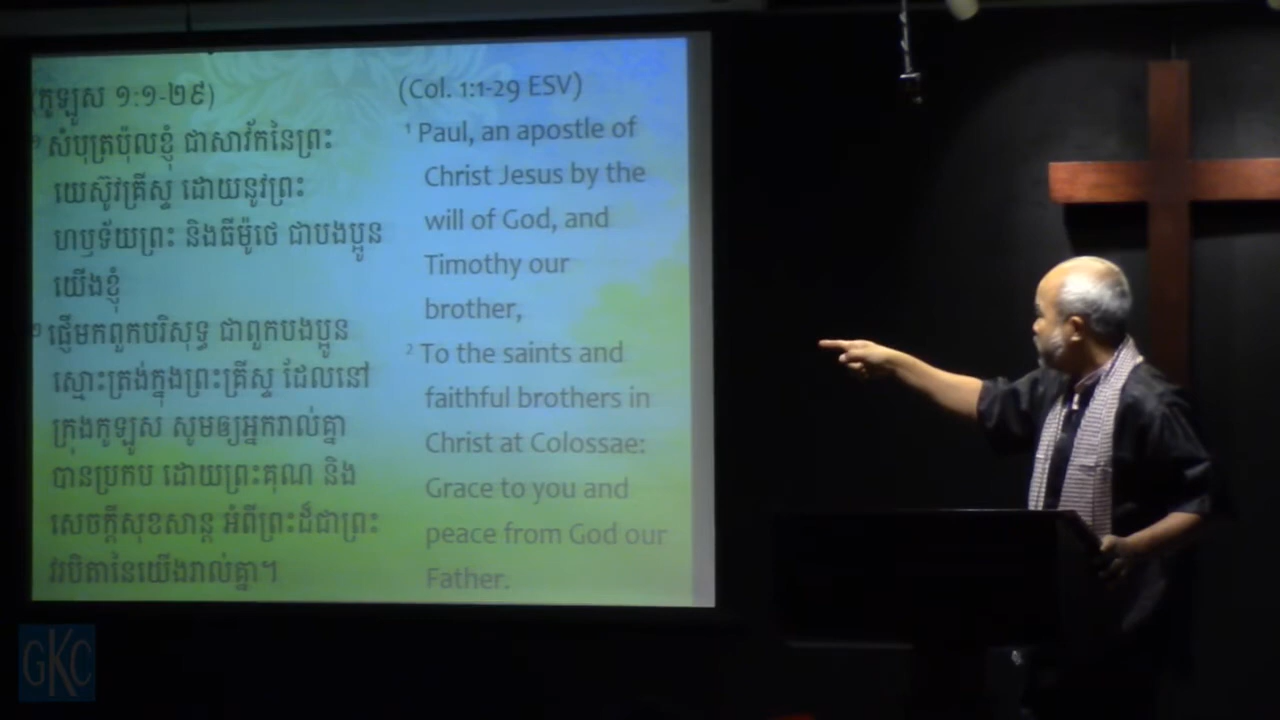 (កូឡូស ១:១-២៩)
១ សំបុត្រប៉ុលខ្ញុំ ជាសាវ័កនៃព្រះ
យេស៊ូវគ្រីស្ទ ដោយនូវព្រះ
ហឫទ័យព្រះ និងធីម៉ូថេ ជាបងប្អូន
យើងខ្ញុំ
២ ផ្ញើមកពួកបរិសុទ្ធ ជាពួកបងប្អូន
ស្មោះត្រង់ក្នុងព្រះគ្រីស្ទ ដែលនៅ
ក្រុងកូឡូស សូមឲ្យអ្នករាល់គ្នា
បានប្រកប ដោយព្រះគុណ និង
សេចក្ដីសុខសាន្ត អំពីព្រះដ៏ជាព្រះ
វរបិតានៃយើងរាល់គ្នា។
(Col. 1:1-29 ESV)
1 Paul, an apostle of
Christ Jesus by the
will of God, and
Timothy our
brother,
2 To the saints and
faithful brothers in
Christ at Colossae:
Grace to you and
peace from God our
Father.
GKC